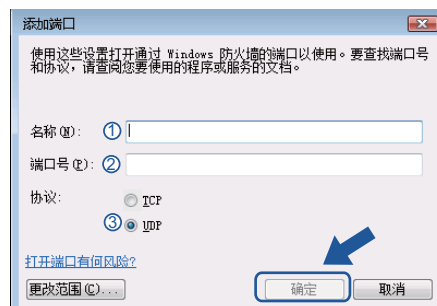 添加端口
使用这些设置打开通过 Windows 防火墙的端口以使用。要查找端口号
和协议，请查阅您要使用的程序或服务的文档。
名称(N): ①
端口号(P): ②
协议: TCP
③ UDP
打开端口有何风险?
更改范围(C)... 确定 取消